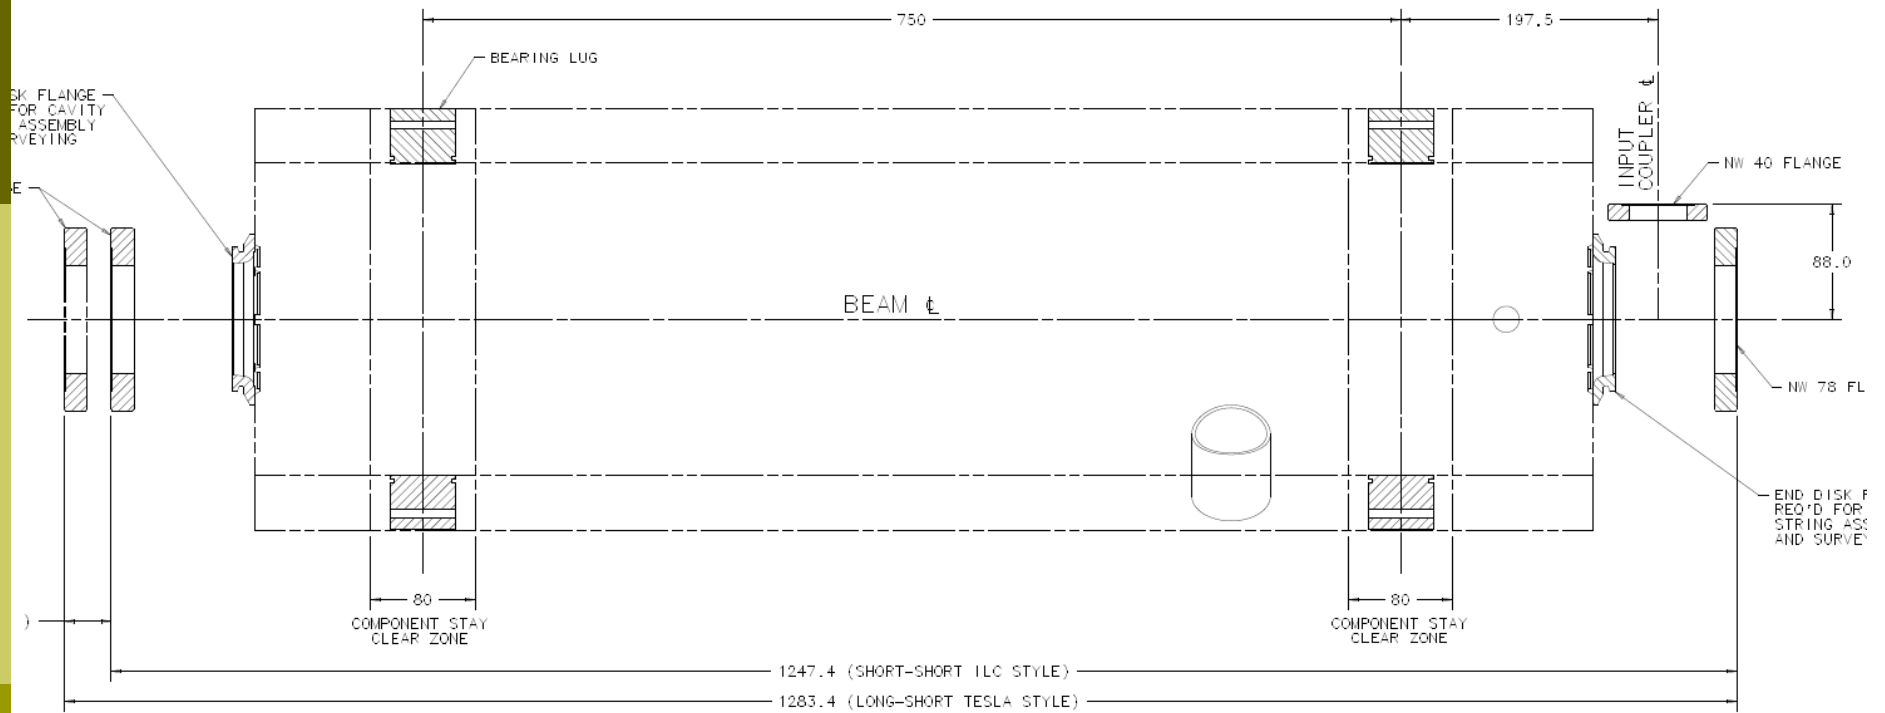 750
197.5
BEARING LUG
SK FLANGE
FOR CAVITY
ASSEMBLY
RVEYING
INPUT
COUPLER ℄
NW 40 FLANGE
88.0
BEAM ℄
NW 78 FL
END DISK F
REQ'D FOR
STRING ASS
AND SURVEY
80
COMPONENT STAY
CLEAR ZONE
80
COMPONENT STAY
CLEAR ZONE
)
1247.4 (SHORT-SHORT ILC STYLE)
1283.4 (LONG-SHORT TESLA STYLE)